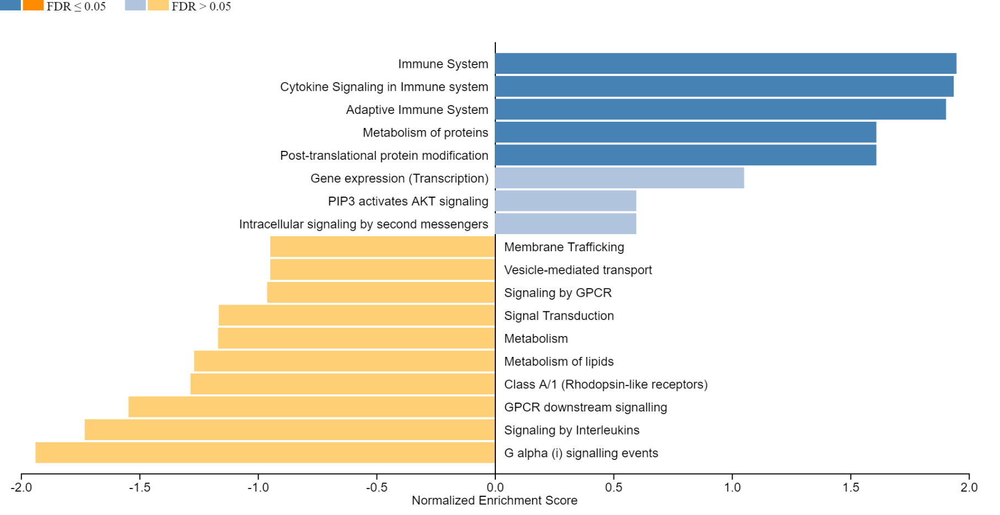 FDR ≤ 0.05 FDR > 0.05
Immune System
Cytokine Signaling in Immune system
Adaptive Immune System
Metabolism of proteins
Post-translational protein modification
Gene expression (Transcription)
PIP3 activates AKT signaling
Intracellular signaling by second messengers
Membrane Trafficking
Vesicle-mediated transport
Signaling by GPCR
Signal Transduction
Metabolism
Metabolism of lipids
Class A/1 (Rhodopsin-like receptors)
GPCR downstream signalling
Signaling by Interleukins
G alpha (i) signalling events
-2.0 -1.5 -1.0 -0.5 0.0 0.5 1.0 1.5 2.0
Normalized Enrichment Score